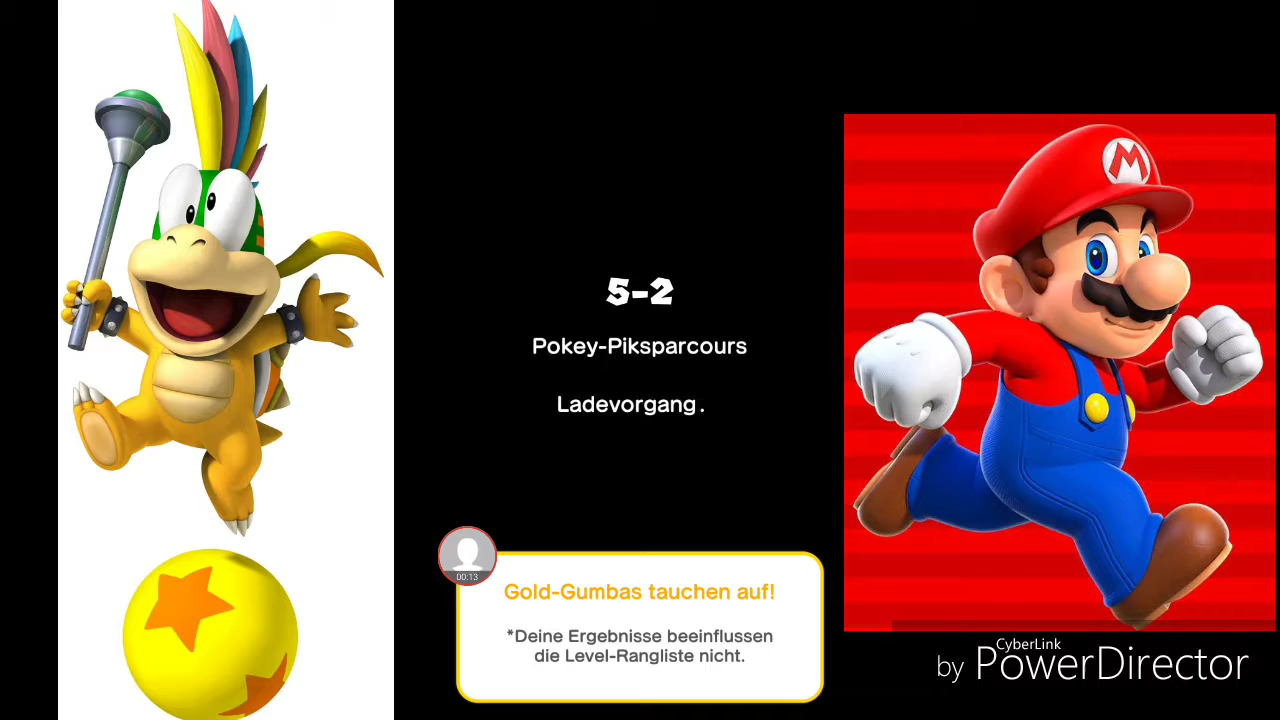 M
5-2
Pokey-Piksparcours
Ladevorgang.
00:13
Gold-Gumbas tauchen auf!
*Deine Ergebnisse beeinflussen
die Level-Rangliste nicht.
CyberLink
by PowerDirector